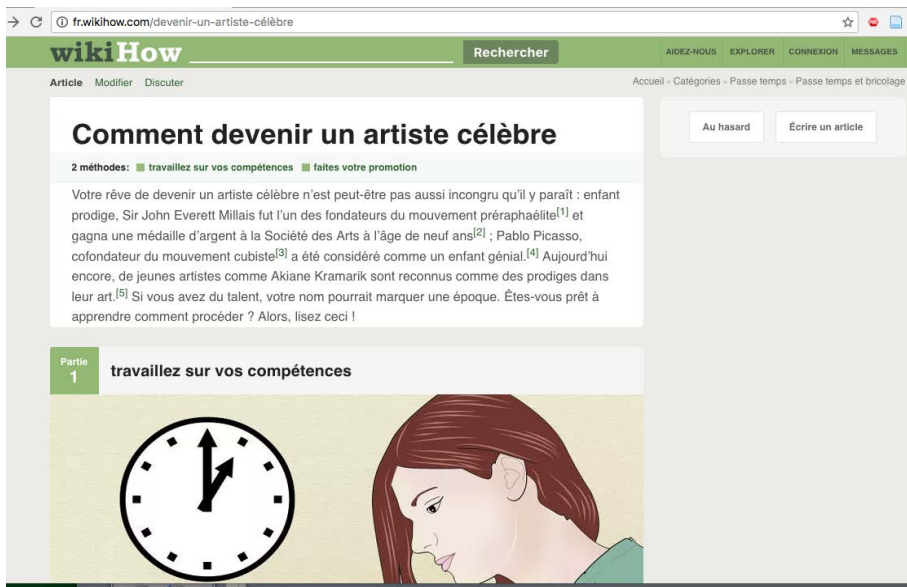 fr.wikihow.com/devenir-un-artiste-célèbre
wikiHow
Rechercher
AIDEZ-NOUS EXPLORER CONNEXION MESSAGES
Article Modifier Discuter
Accueil » Catégories » Passe temps » Passe temps et bricolage
Comment devenir un artiste célèbre
2 méthodes: travaillez sur vos compétences faites votre promotion
Votre rêve de devenir un artiste célèbre n'est peut-être pas aussi incongru qu'il y paraît : enfant
prodige, Sir John Everett Millais fut l'un des fondateurs du mouvement préraphaélite[1] et
gagna une médaille d'argent à la Société des Arts à l'âge de neuf ans[2] ; Pablo Picasso,
cofondateur du mouvement cubiste[3] a été considéré comme un enfant génial.[4] Aujourd'hui
encore, de jeunes artistes comme Akiane Kramarik sont reconnus comme des prodiges dans
leur art.[5] Si vous avez du talent, votre nom pourrait marquer une époque. Êtes-vous prêt à
apprendre comment procéder ? Alors, lisez ceci !
Au hasard
Écrire un article
Partie
1
travaillez sur vos compétences